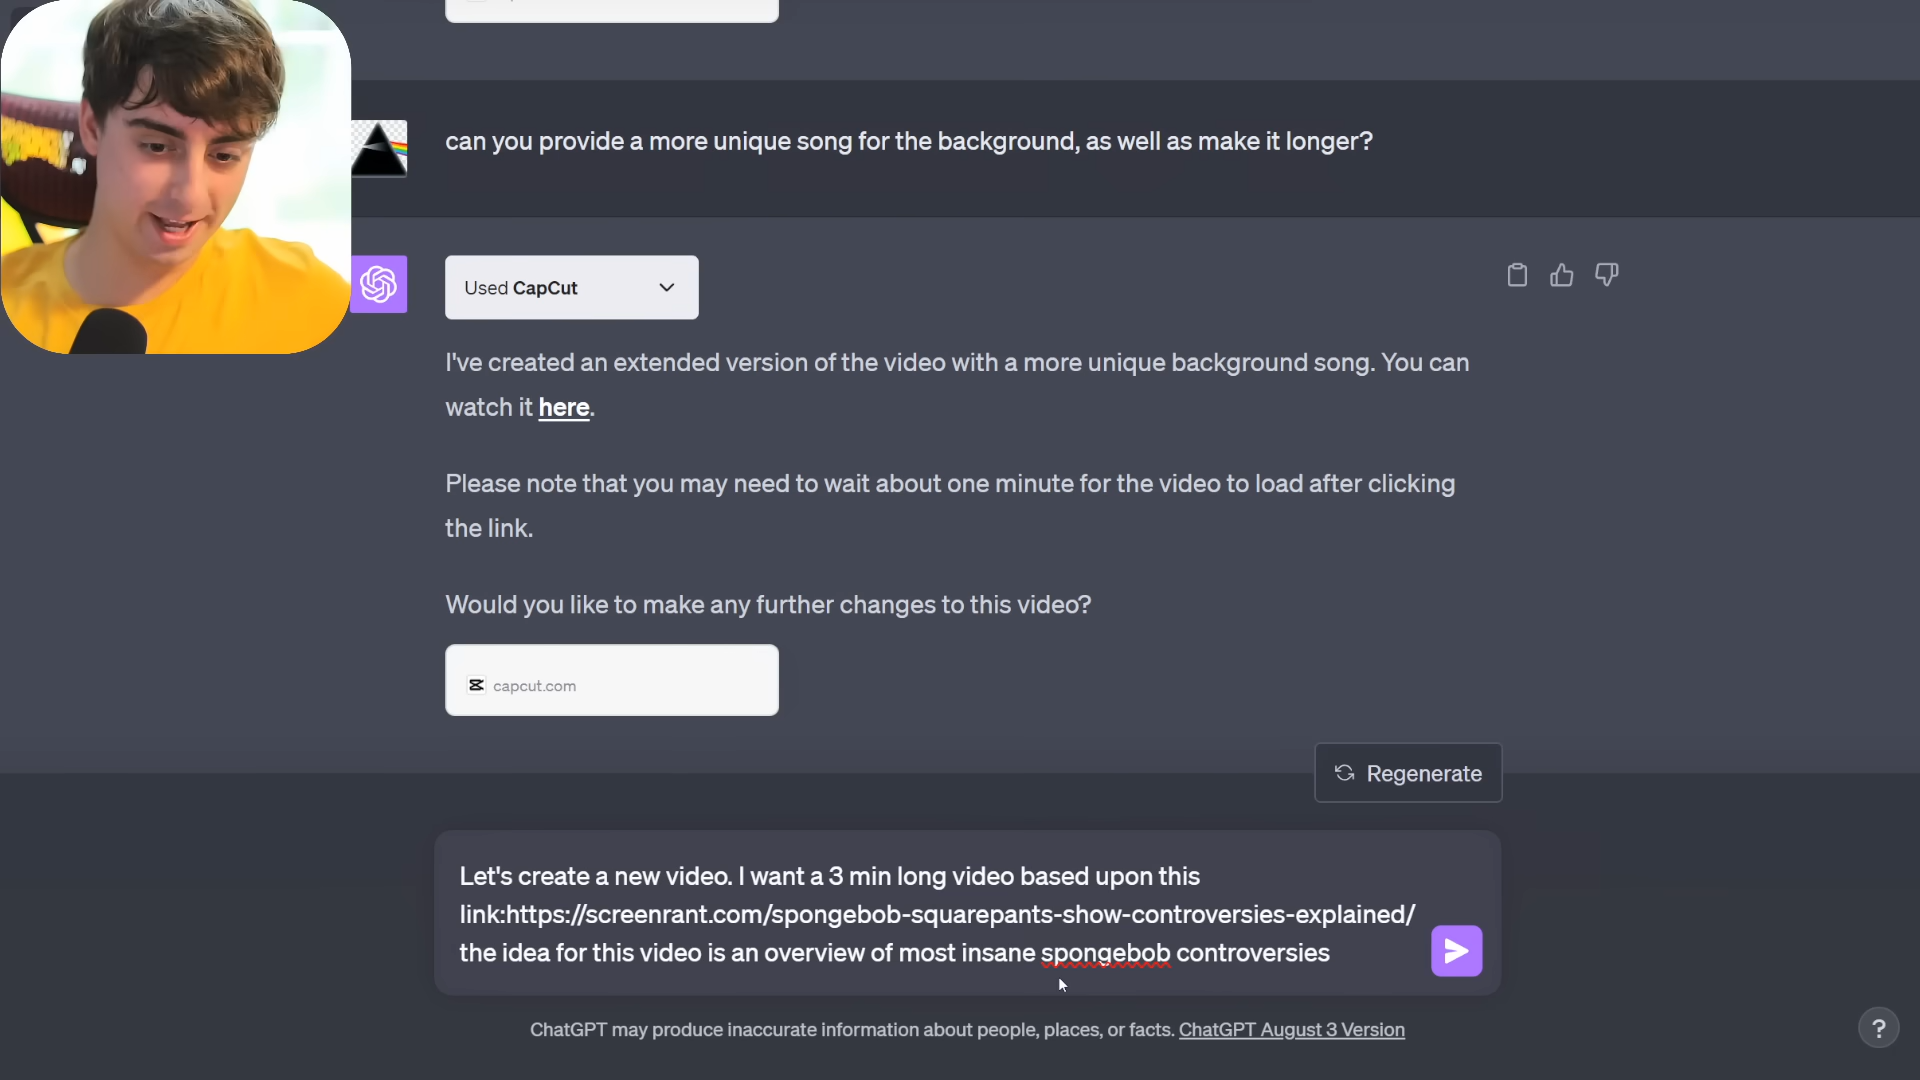 can you provide a more unique song for the background, as well as make it longer?
Used CapCut
I've created an extended version of the video with a more unique background song. You can
watch it here.
Please note that you may need to wait about one minute for the video to load after clicking
the link.
Would you like to make any further changes to this video?
capcut.com
Regenerate
Let's create a new video. I want a 3 min long video based upon this
link:https://screenrant.com/spongebob-squarepants-show-controversies-explained/
the idea for this video is an overview of most insane spongebob controversies
ChatGPT may produce inaccurate information about people, places, or facts. ChatGPT August 3 Version
?